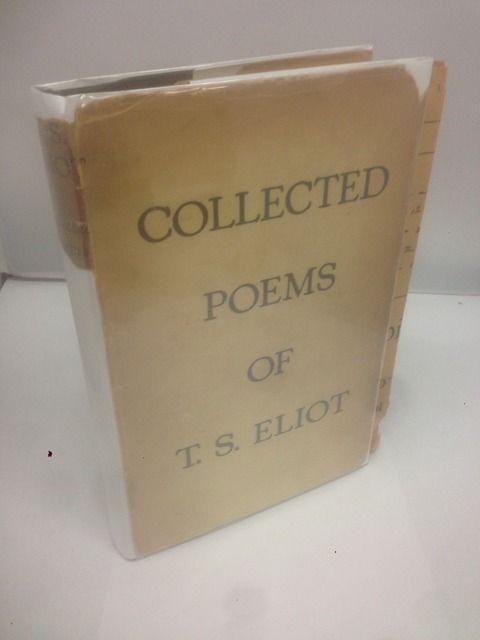 COLLECTED
POEMS
OF
T. S. ELIOT